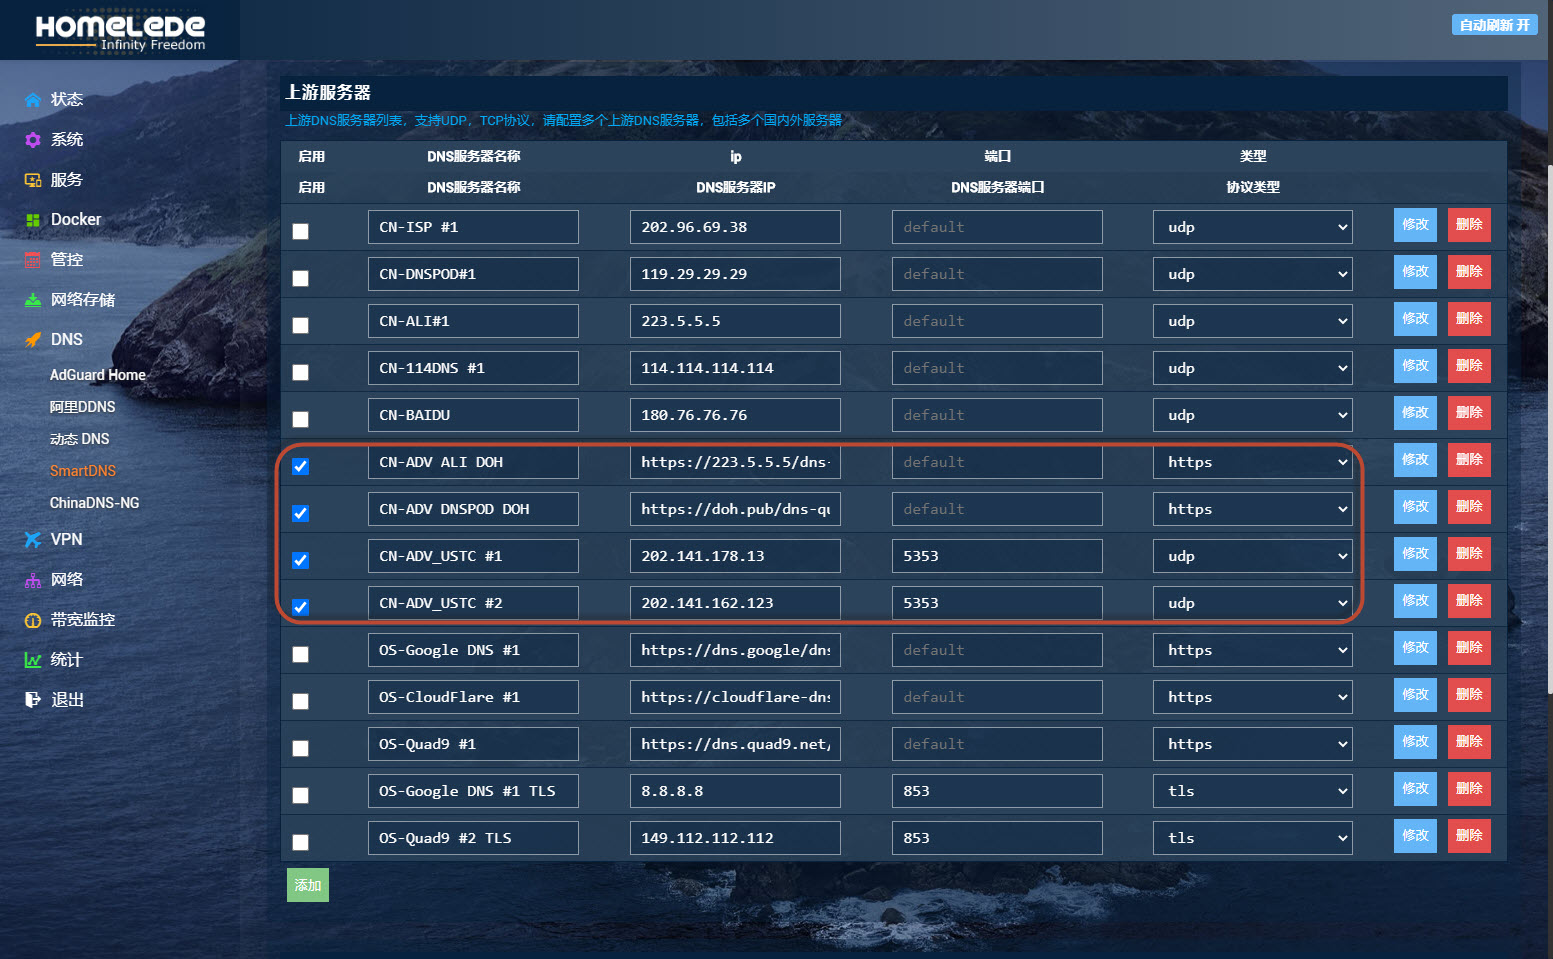 HOMELEDE
Infinity Freedom
自动刷新 开
状态
系统
服务
Docker
管控
网络存储
DNS
AdGuard Home
阿里DDNS
动态 DNS
SmartDNS
ChinaDNS-NG
VPN
网络
带宽监控
统计
退出
上游服务器
上游DNS服务器列表，支持UDP，TCP协议，请配置多个上游DNS服务器，包括多个国内外服务器
启用 DNS服务器名称 ip 端口 类型
启用 DNS服务器名称 DNS服务器IP DNS服务器端口 协议类型
CN-ISP #1 202.96.69.38 default udp 修改 删除
CN-DNSPOD#1 119.29.29.29 default udp 修改 删除
CN-ALI#1 223.5.5.5 default udp 修改 删除
CN-114DNS #1 114.114.114.114 default udp 修改 删除
CN-BAIDU 180.76.76.76 default udp 修改 删除
CN-ADV ALI DOH https://223.5.5.5/dns- default https 修改 删除
CN-ADV DNSPOD DOH https://doh.pub/dns-qu default https 修改 删除
CN-ADV_USTC #1 202.141.178.13 5353 udp 修改 删除
CN-ADV_USTC #2 202.141.162.123 5353 udp 修改 删除
OS-Google DNS #1 https://dns.google/dns default https 修改 删除
OS-CloudFlare #1 https://cloudflare-dns default https 修改 删除
OS-Quad9 #1 https://dns.quad9.net/ default https 修改 删除
OS-Google DNS #1 TLS 8.8.8.8 853 tls 修改 删除
OS-Quad9 #2 TLS 149.112.112.112 853 tls 修改 删除
添加